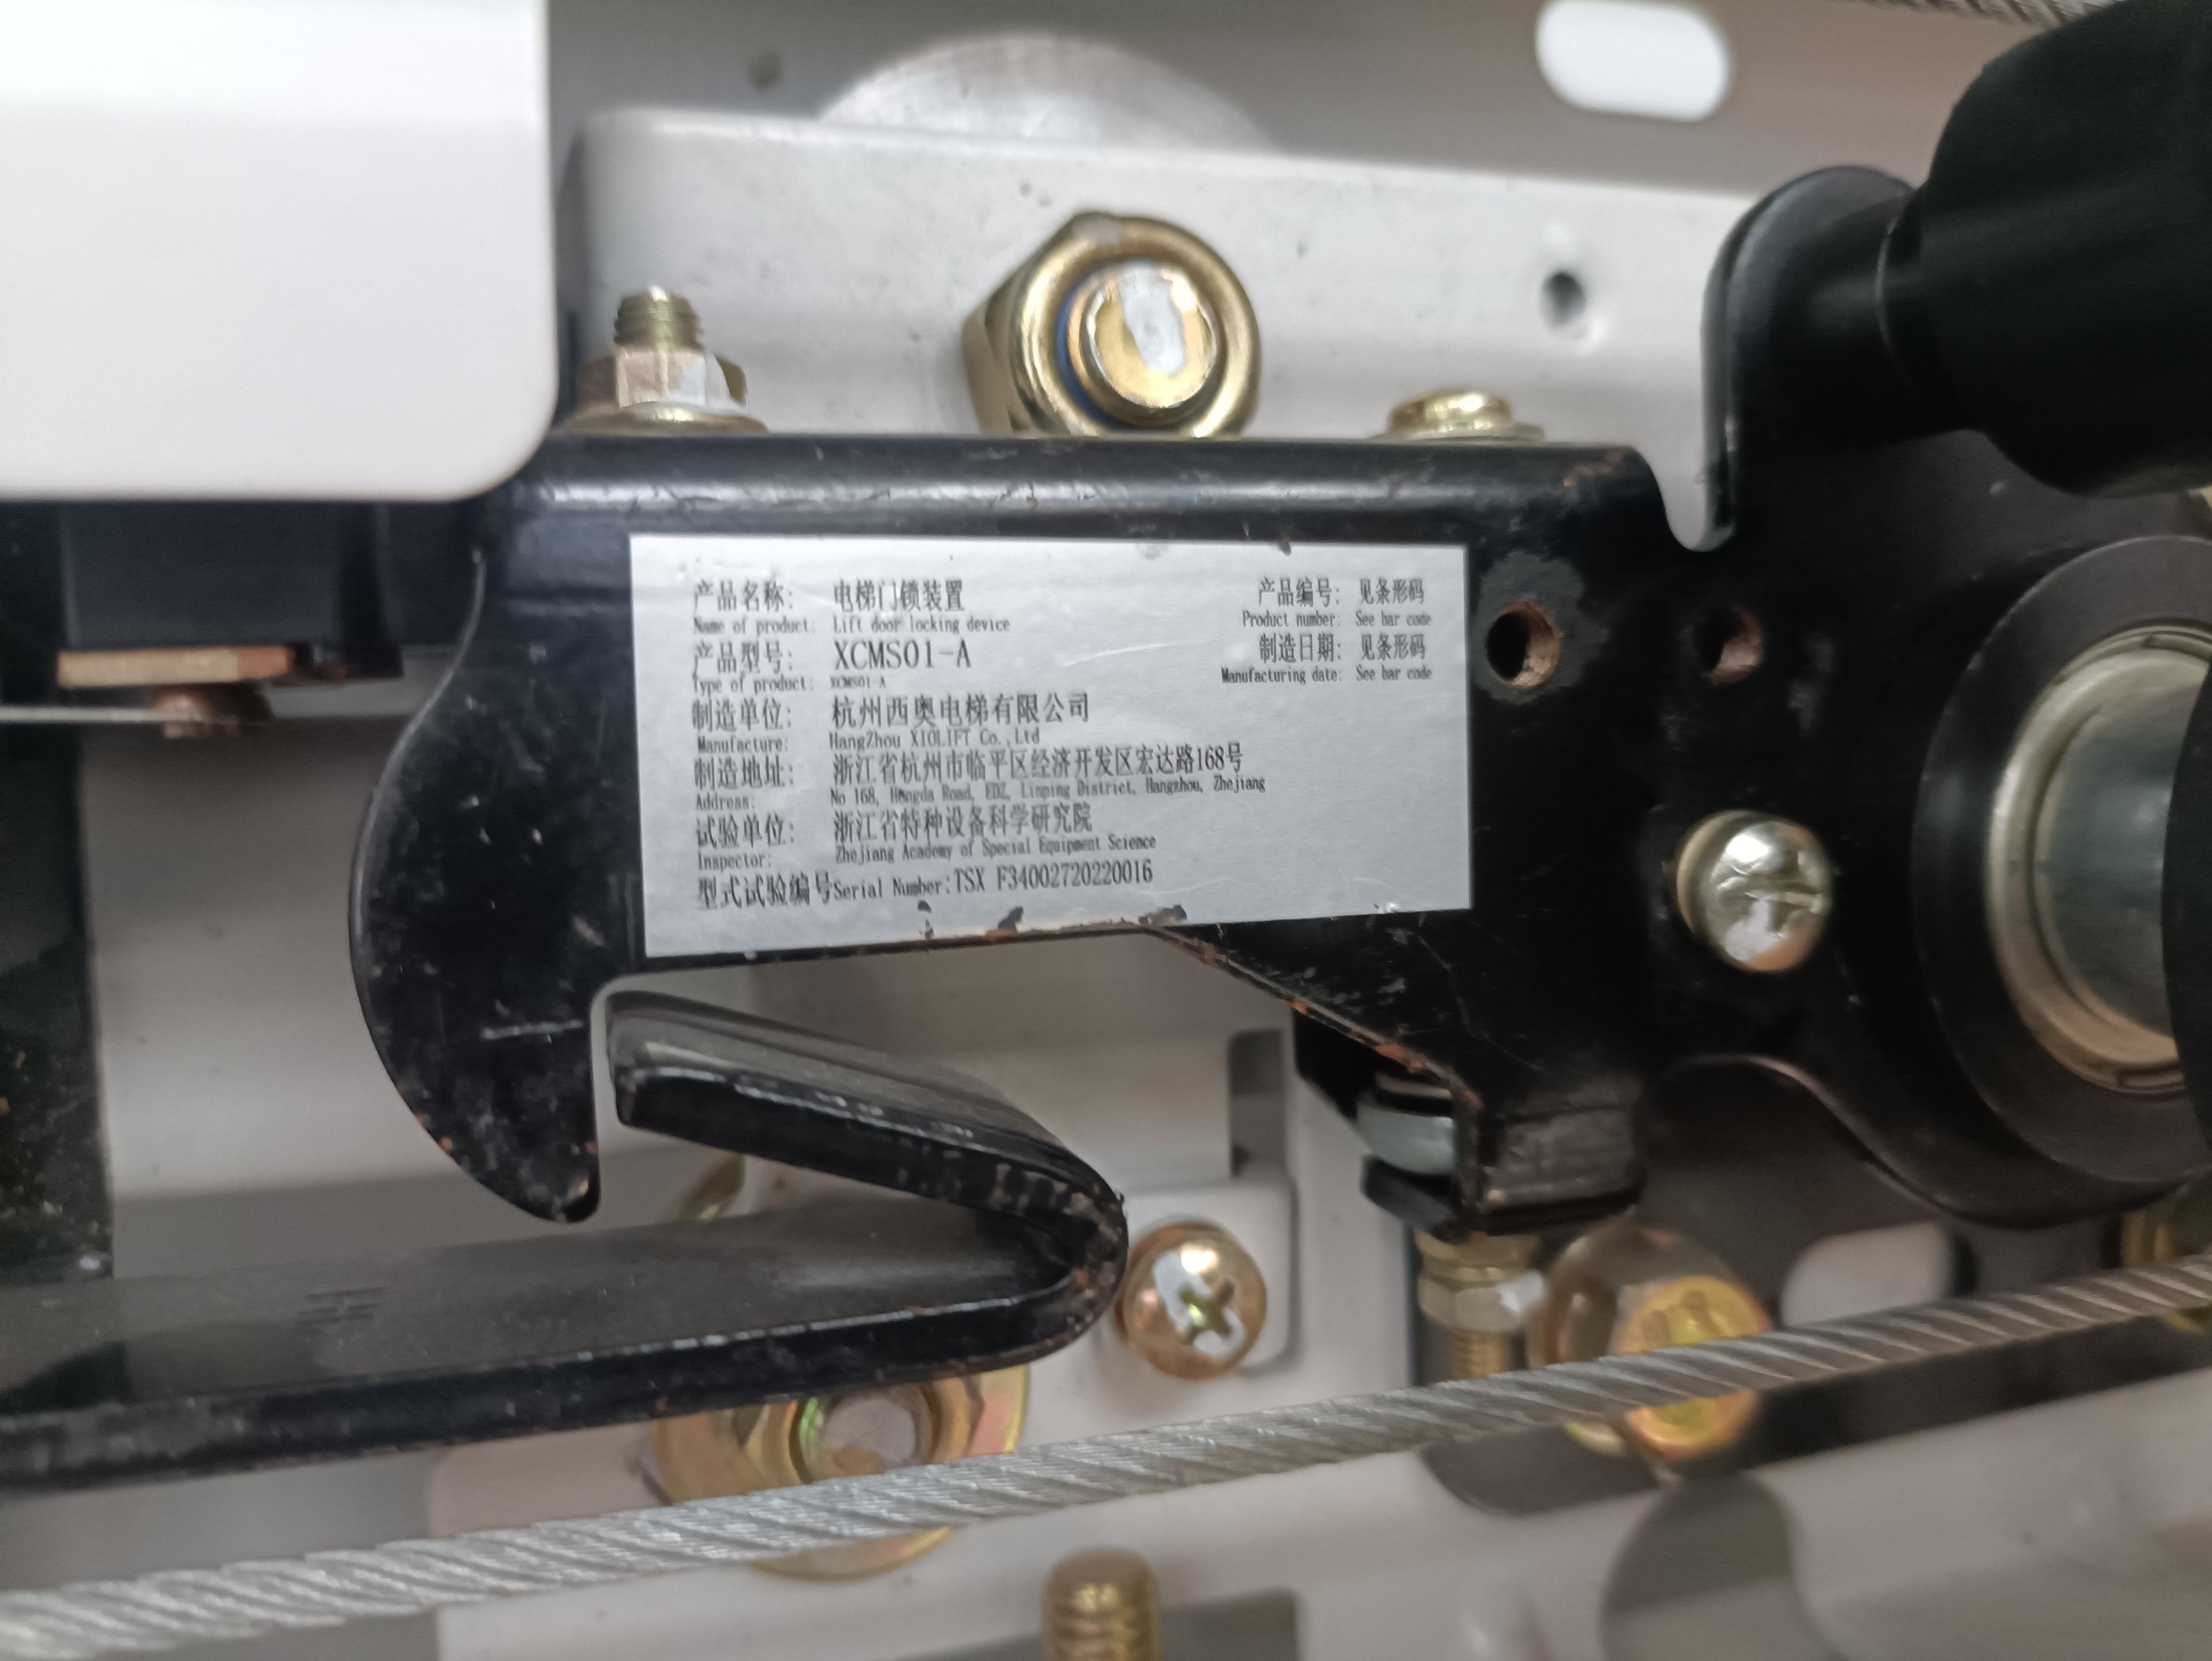 产品名称: 电梯门锁装置 产品编号: 见条形码
Name of product: Lift door locking device Product number: See bar code
产品型号: XCMS01-A 制造日期: 见条形码
Type of product: XCMS01-A Manufacturing date: See bar code
制造单位: 杭州西奥电梯有限公司
Manufacture: HangZhou XIOLIFT Co.,Ltd
制造地址: 浙江省杭州市临平区经济开发区宏达路168号
Address: No 168, Hongda Road, EDZ, Linping District, Hangzhou, Zhejiang
试验单位: 浙江省特种设备科学研究院
Inspector: Zhejiang Academy of Special Equipment Science
型式试验编号Serial Number:TSX F34002720220016